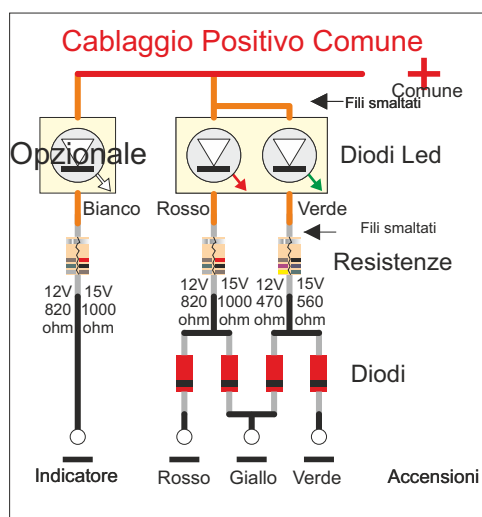 Cablaggio Positivo Comune
+
Comune
Fili smaltati
Opzionale
Diodi Led
Bianco
Rosso
Verde
Fili smaltati
Resistenze
12V 15V
820 1000
ohm ohm
12V 15V
820 1000
ohm ohm
12V 15V
470 560
ohm ohm
Diodi
Indicatore
Rosso
Giallo
Verde
Accensioni